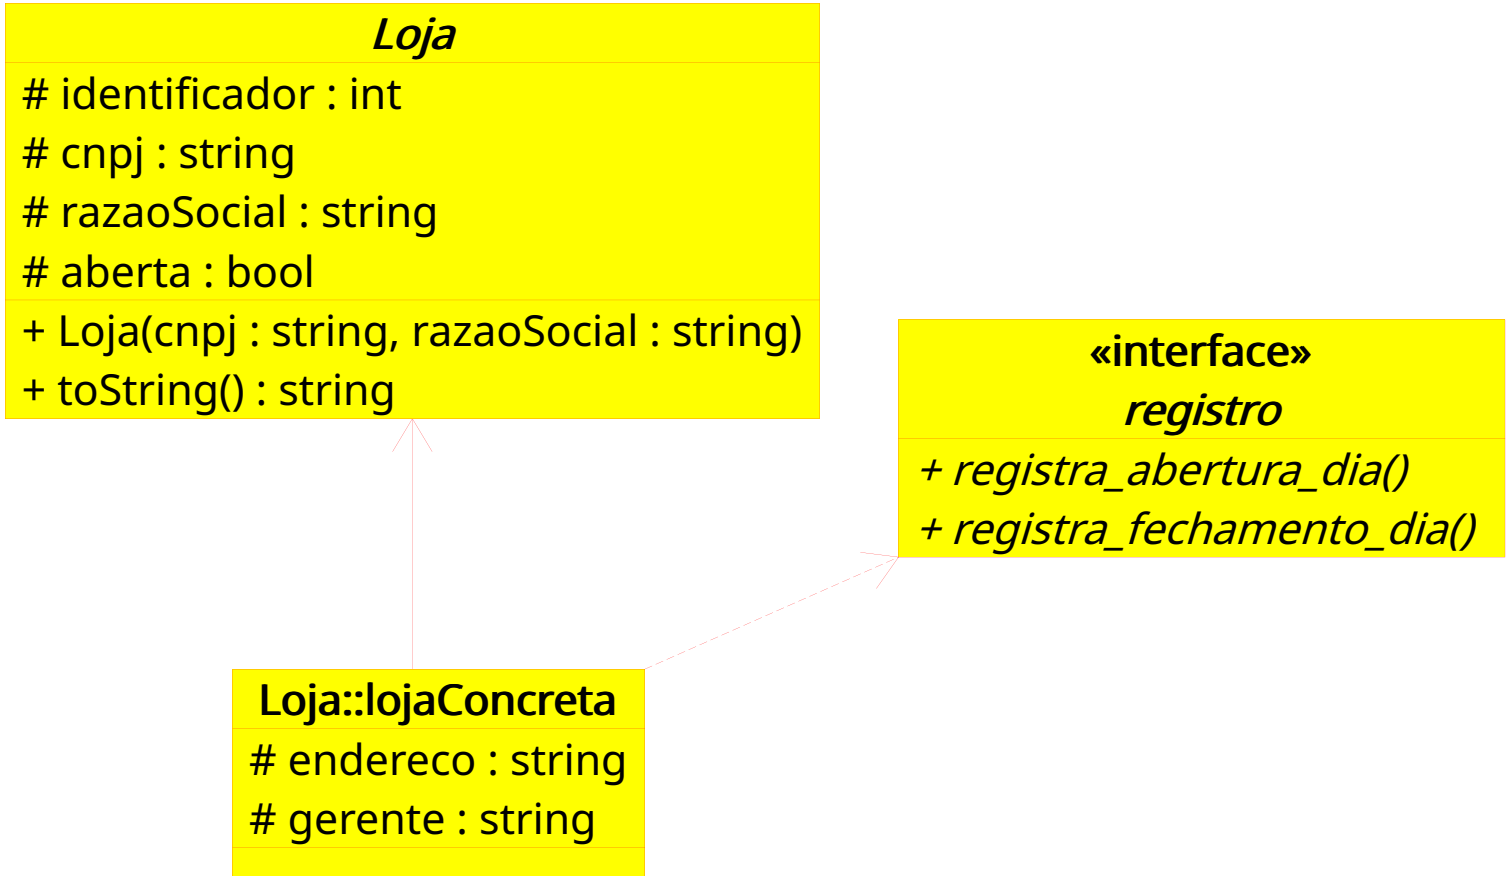 Loja
# identificador : int
# cnpj : string
# razaoSocial : string
# aberta : bool
+ Loja(cnpj : string, razaoSocial : string)
+ toString() : string
«interface»
registro
+ registra_abertura_dia()
+ registra_fechamento_dia()
Loja::lojaConcreta
# endereco : string
# gerente : string